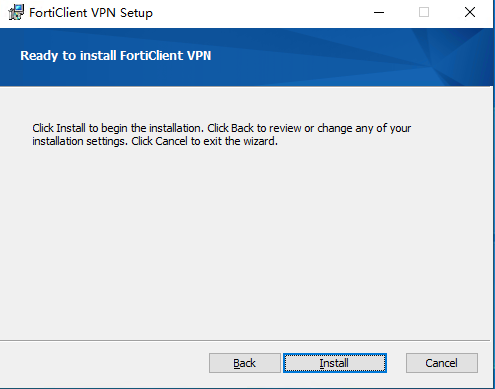 FortiClient VPN Setup
Ready to install FortiClient VPN
Click Install to begin the installation. Click Back to review or change any of your
installation settings. Click Cancel to exit the wizard.
Back
Install
Cancel